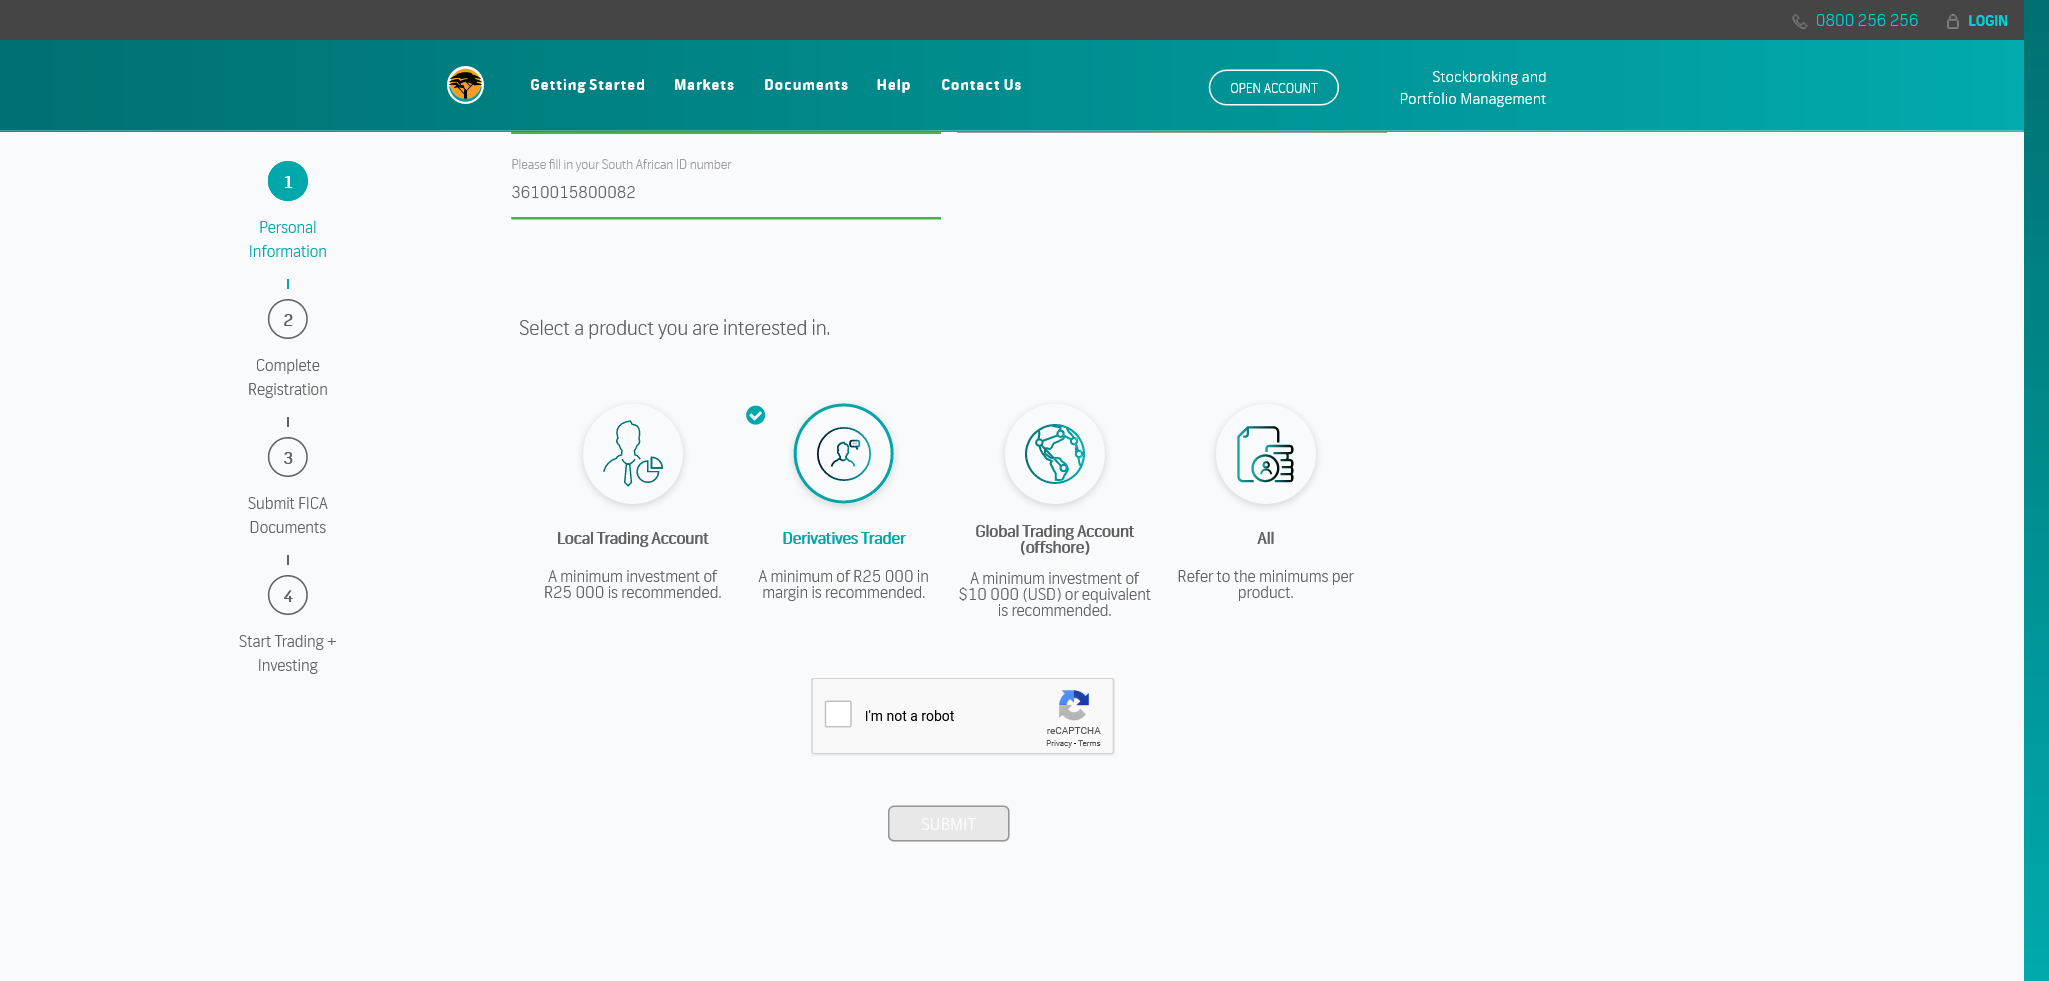 0800 256 256
LOGIN
Getting Started
Markets
Documents
Help
Contact Us
OPEN ACCOUNT
Stockbroking and
Portfolio Management
1
Personal
Information
2
Complete
Registration
3
Submit FICA
Documents
4
Start Trading +
Investing
Please fill in your South African ID number
3610015800082
Select a product you are interested in.
Local Trading Account
A minimum investment of
R25 000 is recommended.
Derivatives Trader
A minimum of R25 000 in
margin is recommended.
Global Trading Account
(offshore)
A minimum investment of
$10 000 (USD) or equivalent
is recommended.
All
Refer to the minimums per
product.
I'm not a robot
reCAPTCHA
Privacy - Terms
SUBMIT